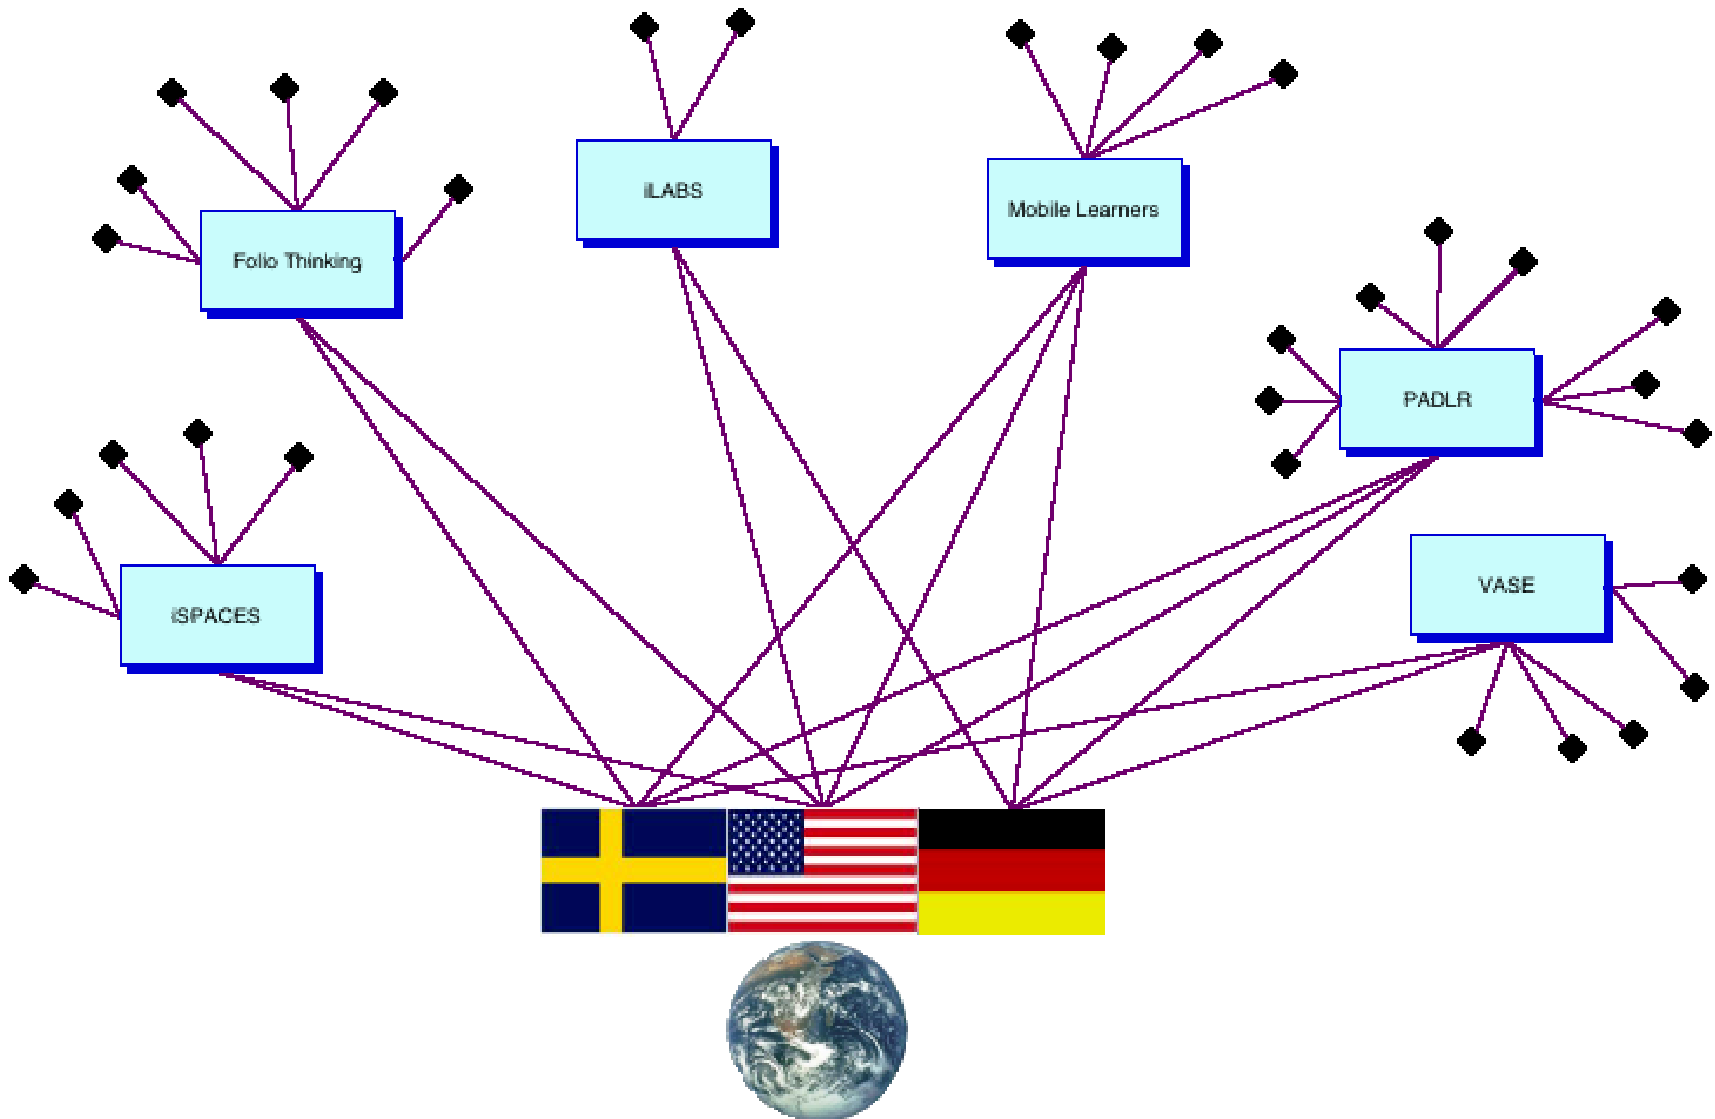 iLABS
Mobile Learners
Folio Thinking
PADLR
VASE
iSPACES